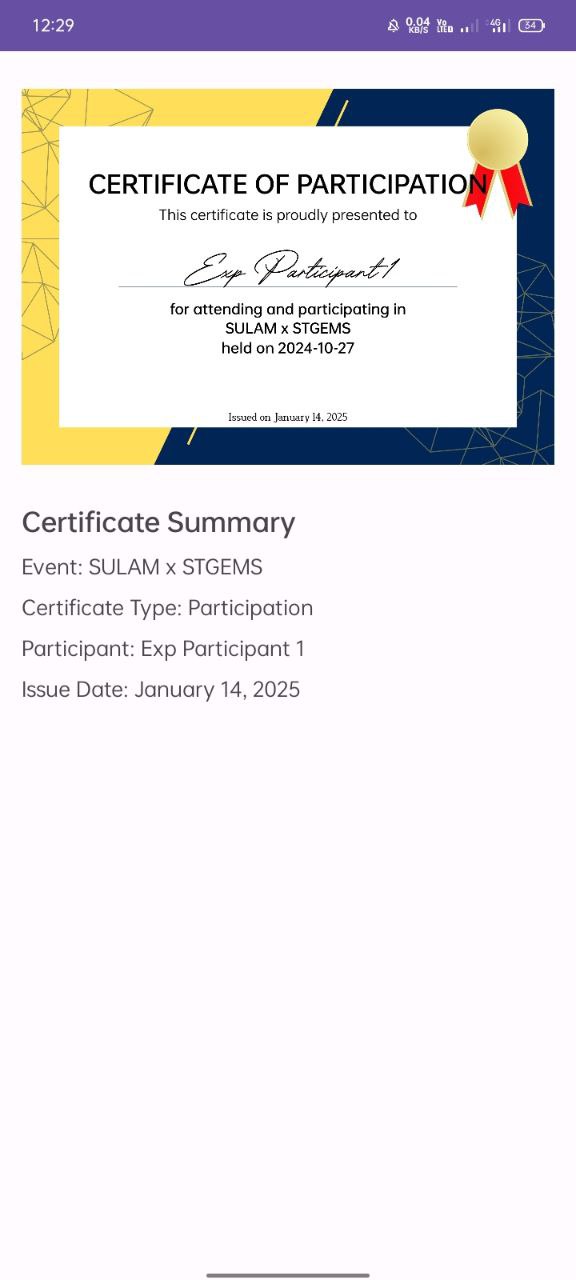 12:29
0.04 KB/S Vo LTE 4G 54
CERTIFICATE OF PARTICIPATION
This certificate is proudly presented to
Exp Participant 1
for attending and participating in
SULAM x STGEMS
held on 2024-10-27
Issued on January 14, 2025
Certificate Summary
Event: SULAM x STGEMS
Certificate Type: Participation
Participant: Exp Participant 1
Issue Date: January 14, 2025